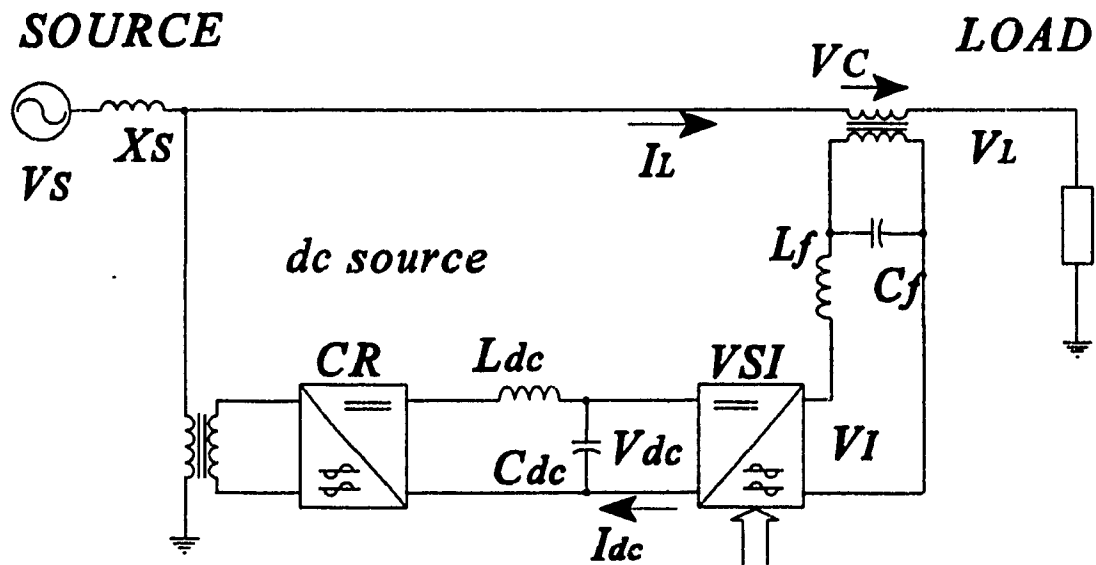 SOURCE
LOAD
VC
XS
VS
IL
VL
dc source
Lf
Cf
CR
Ldc
VSI
Cdc
Vdc
VI
Idc